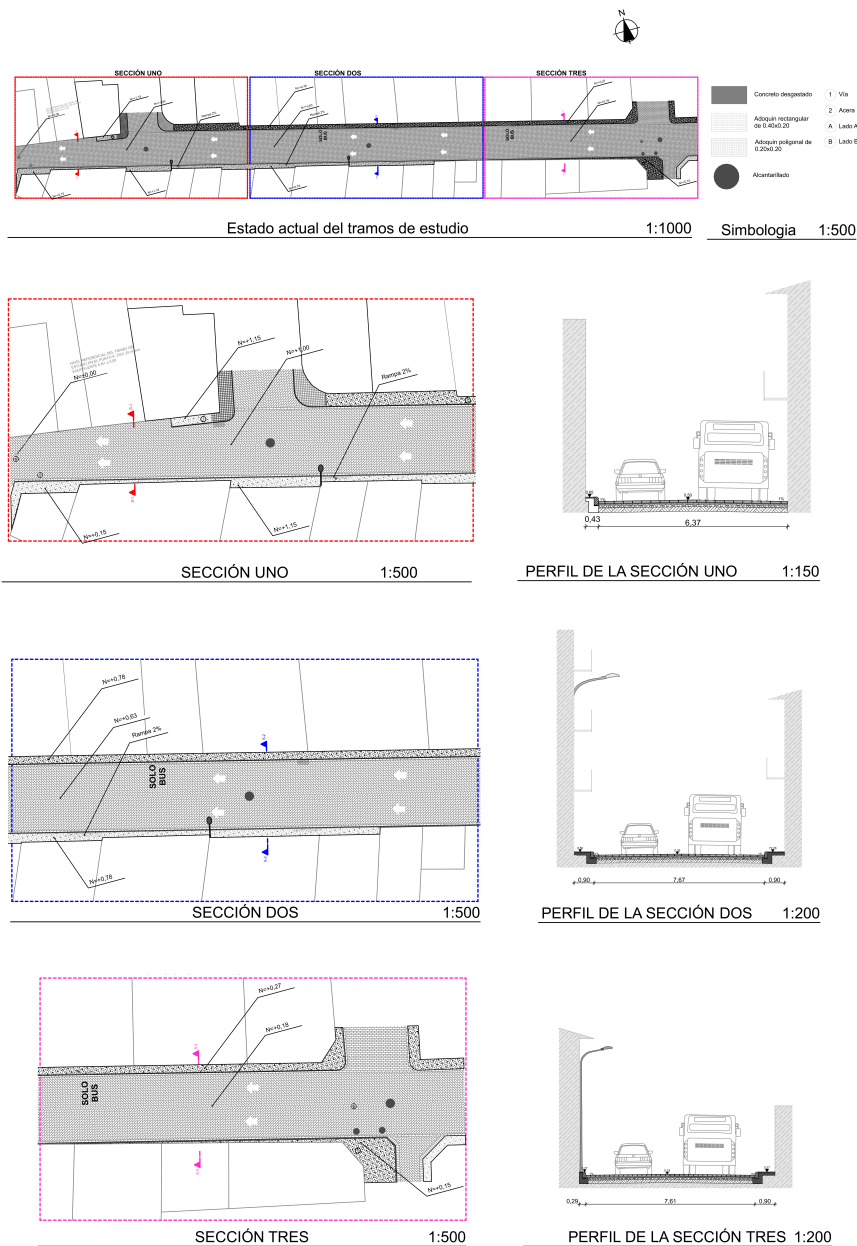 SECCIÓN UNO
SECCIÓN DOS
SECCIÓN TRES
SOLO
BUS
SOLO
BUS
Concreto desgastado
Adoquin rectangular
de 0.40x0.20
Adoquin poligonal de
0.20x0.20
Alcantarillado
1 Vía
2 Acera
A Lado A
B Lado B
Estado actual del tramos de estudio 1:1000
Simbologia 1:500
N=±0,00
N=+1,15
N=+1,00
Rampa 2%
N=+0,15
N=+1,15
SECCIÓN UNO 1:500
0,43
6,37
PERFIL DE LA SECCIÓN UNO 1:150
N=+0,78
N=+0,63
Rampa 2%
SOLO
BUS
N=+0,78
SECCIÓN DOS 1:500
0,90
7,67
0,90
PERFIL DE LA SECCIÓN DOS 1:200
N=+0,27
N=+0,18
SOLO
BUS
N=+0,15
SECCIÓN TRES 1:500
0,29
7,61
0,90
PERFIL DE LA SECCIÓN TRES 1:200